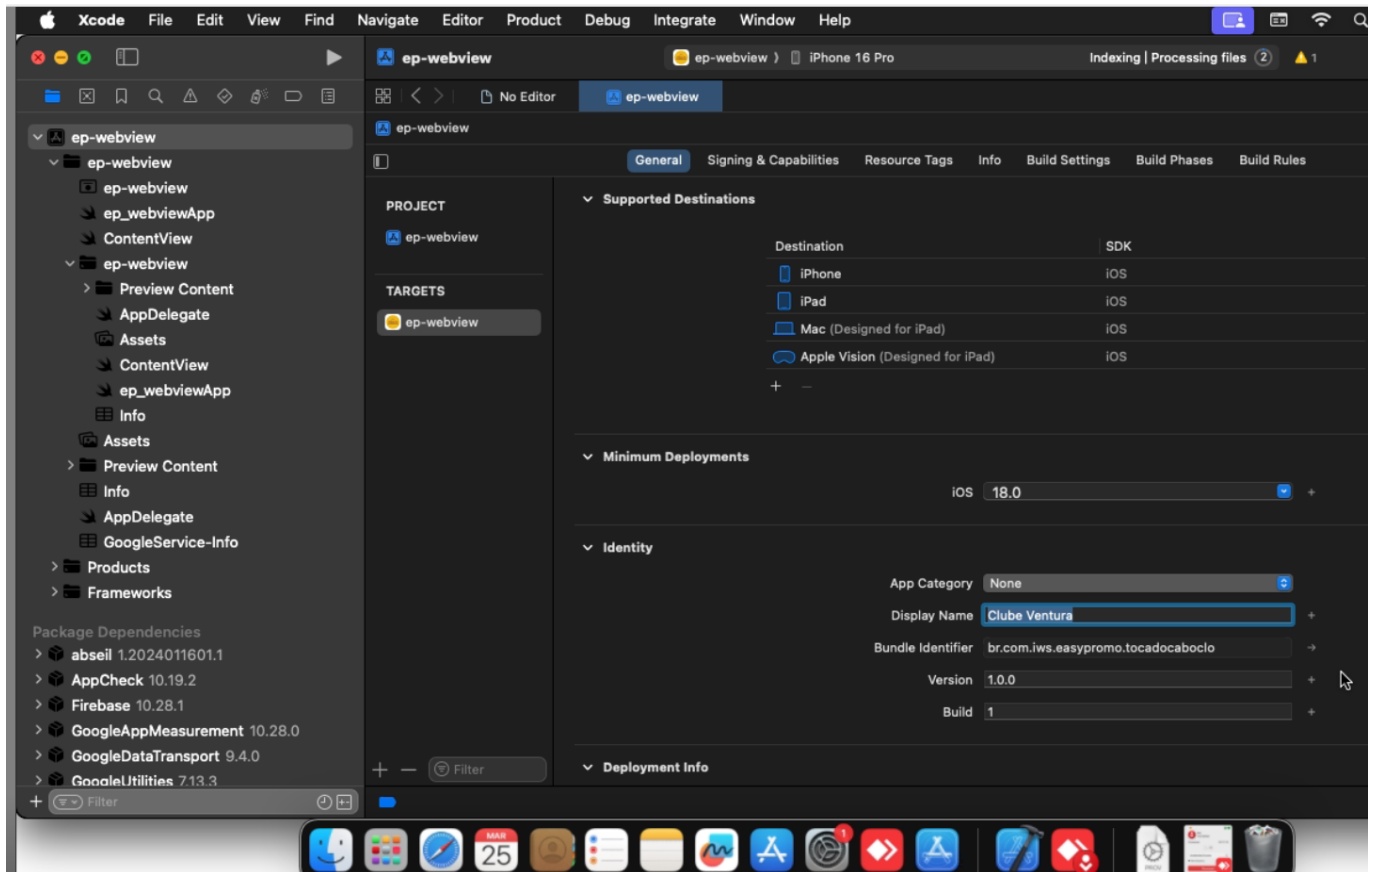 Xcode File Edit View Find Navigate Editor Product Debug Integrate Window Help
ep-webview
ep-webview
iPhone 16 Pro
Indexing | Processing files 2
1
No Editor
ep-webview
ep-webview
General Signing & Capabilities Resource Tags Info Build Settings Build Phases Build Rules
ep-webview
ep-webview
ep-webview
ep_webviewApp
ContentView
ep-webview
Preview Content
AppDelegate
Assets
ContentView
ep_webviewApp
Info
Assets
Preview Content
Info
AppDelegate
GoogleService-Info
Products
Frameworks
Package Dependencies
abseil 1.2024011601.1
AppCheck 10.19.2
Firebase 10.28.1
GoogleAppMeasurement 10.28.0
GoogleDataTransport 9.4.0
GoogleUtilities 7.13.3
Filter
PROJECT
ep-webview
TARGETS
ep-webview
Filter
Supported Destinations
Destination SDK
iPhone iOS
iPad iOS
Mac (Designed for iPad) iOS
Apple Vision (Designed for iPad) iOS
Minimum Deployments
iOS 18.0
Identity
App Category None
Display Name Clube Ventura
Bundle Identifier br.com.iws.easypromo.tocadocaboclo
Version 1.0.0
Build 1
Deployment Info
MAR
25
1
PROV